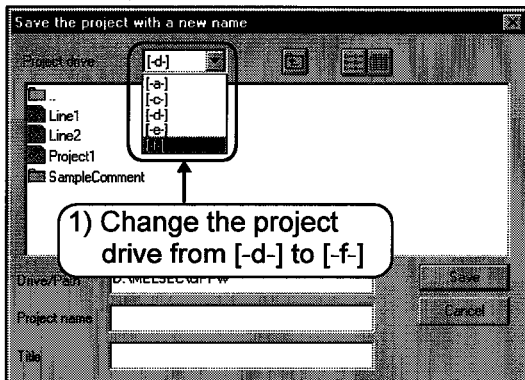 Save the project with a new name
Project drive [-d-]
[-a-]
[-c-]
[-d-]
[-e-]
[-f-]
..
Line1
Line2
Project1
SampleComment
1) Change the project
drive from [-d-] to [-f-]
Drive/Path D:\MELSEC\GPPW
Save
Project name
Cancel
Title